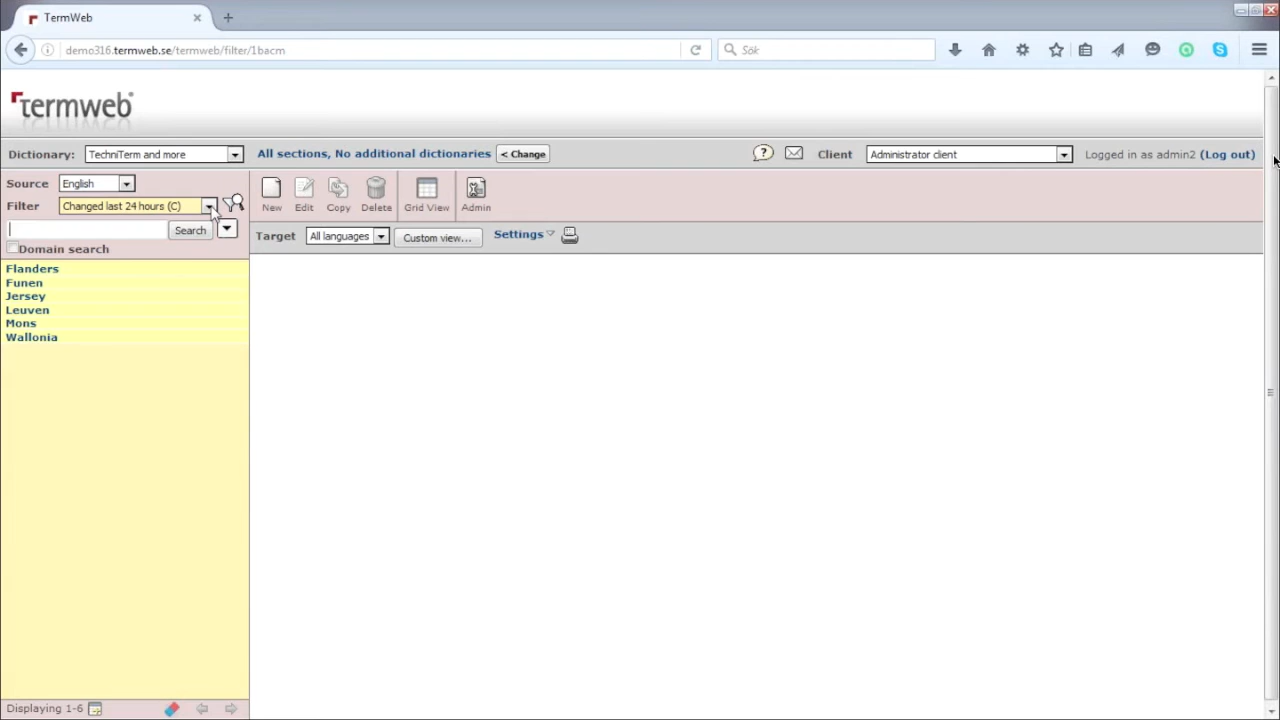 TermWeb
demo316.termweb.se/termweb/filter/1bacm
Sök
termweb®
Dictionary: TechniTerm and more
All sections, No additional dictionaries < Change
? Client Administrator client Logged in as admin2 (Log out)
Source English
Filter Changed last 24 hours (C)
Search
Domain search
New Edit Copy Delete Grid View Admin
Target All languages Custom view... Settings
Flanders
Funen
Jersey
Leuven
Mons
Wallonia
Displaying 1-6